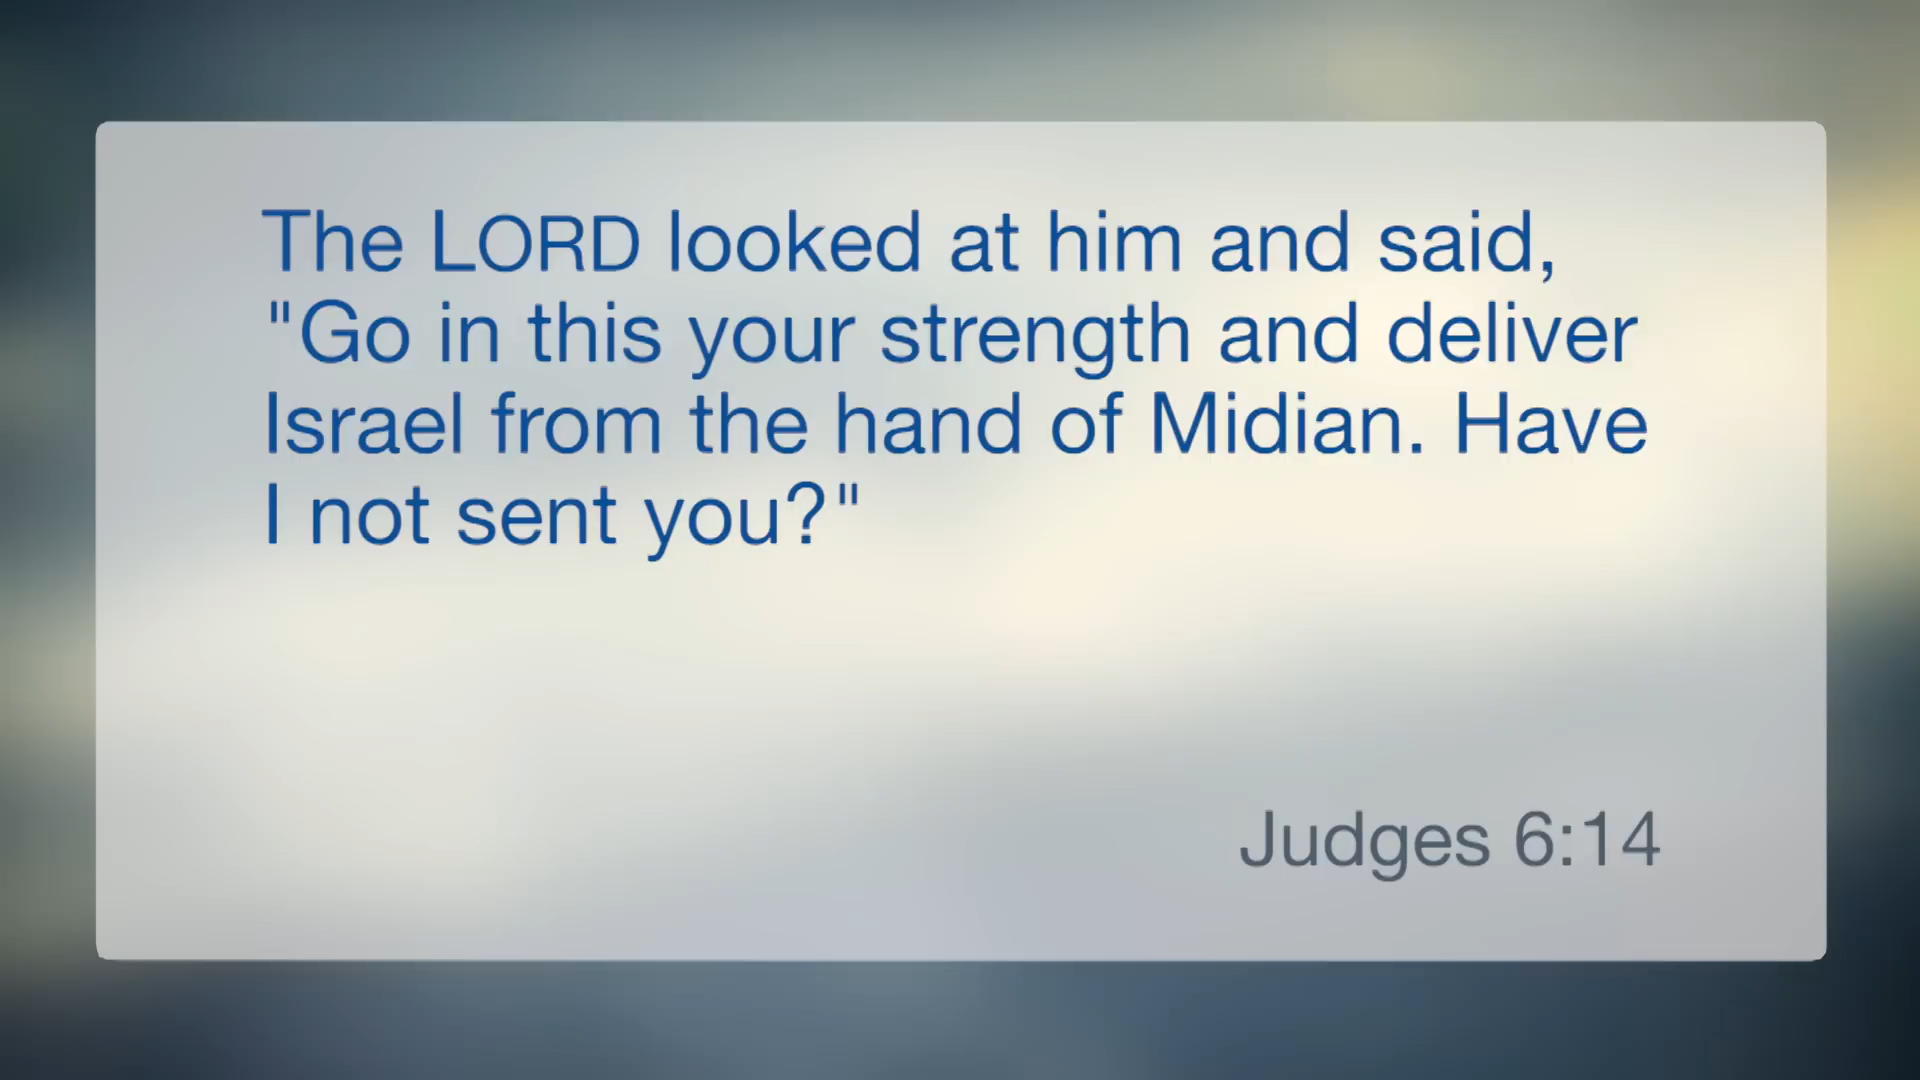 The LORD looked at him and said,
"Go in this your strength and deliver
Israel from the hand of Midian. Have
I not sent you?"
Judges 6:14